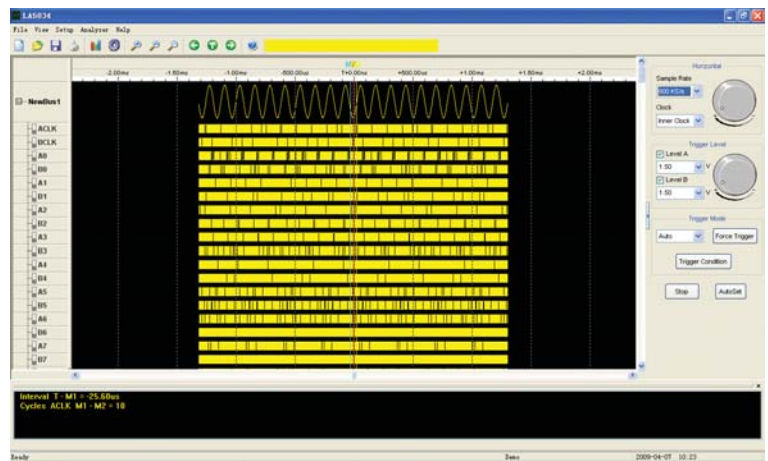 LA5034
File View Setup Analyzer Help
-2.00ms -1.50ms -1.00ms -500.00us T+0.00ns +500.00us +1.00ms +1.50ms +2.00ms
NewBus1
ACLK
BCLK
A0
B0
A1
B1
A2
B2
A3
B3
A4
B4
A5
B5
A6
B6
A7
B7
Horizontal
Sample Rate
Clock
Inner Clock
Trigger Level
Level A
1.50 V
Level B
1.50 V
Trigger Mode
Auto Force Trigger
Trigger Condition
Stop AutoSet
Interval T - M1 = -25.60us
Cycles ACLK M1 - M2 = 10
Ready Demo 2009-04-07 10:23